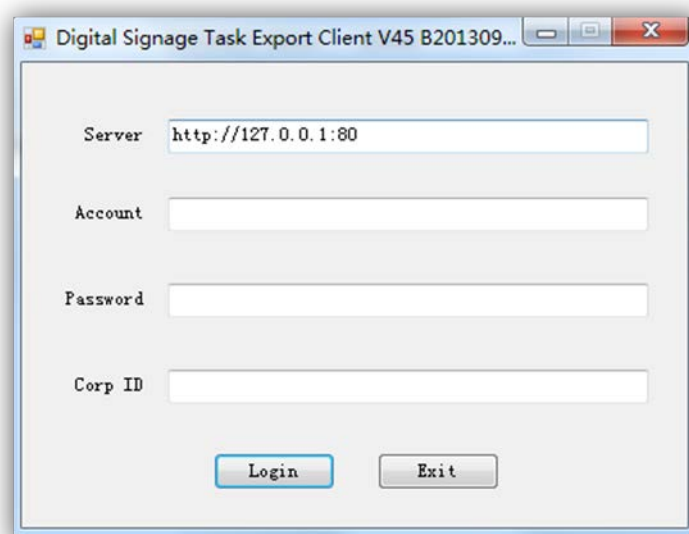 Digital Signage Task Export Client V45 B201309...
Server http://127.0.0.1:80
Account
Password
Corp ID
Login Exit